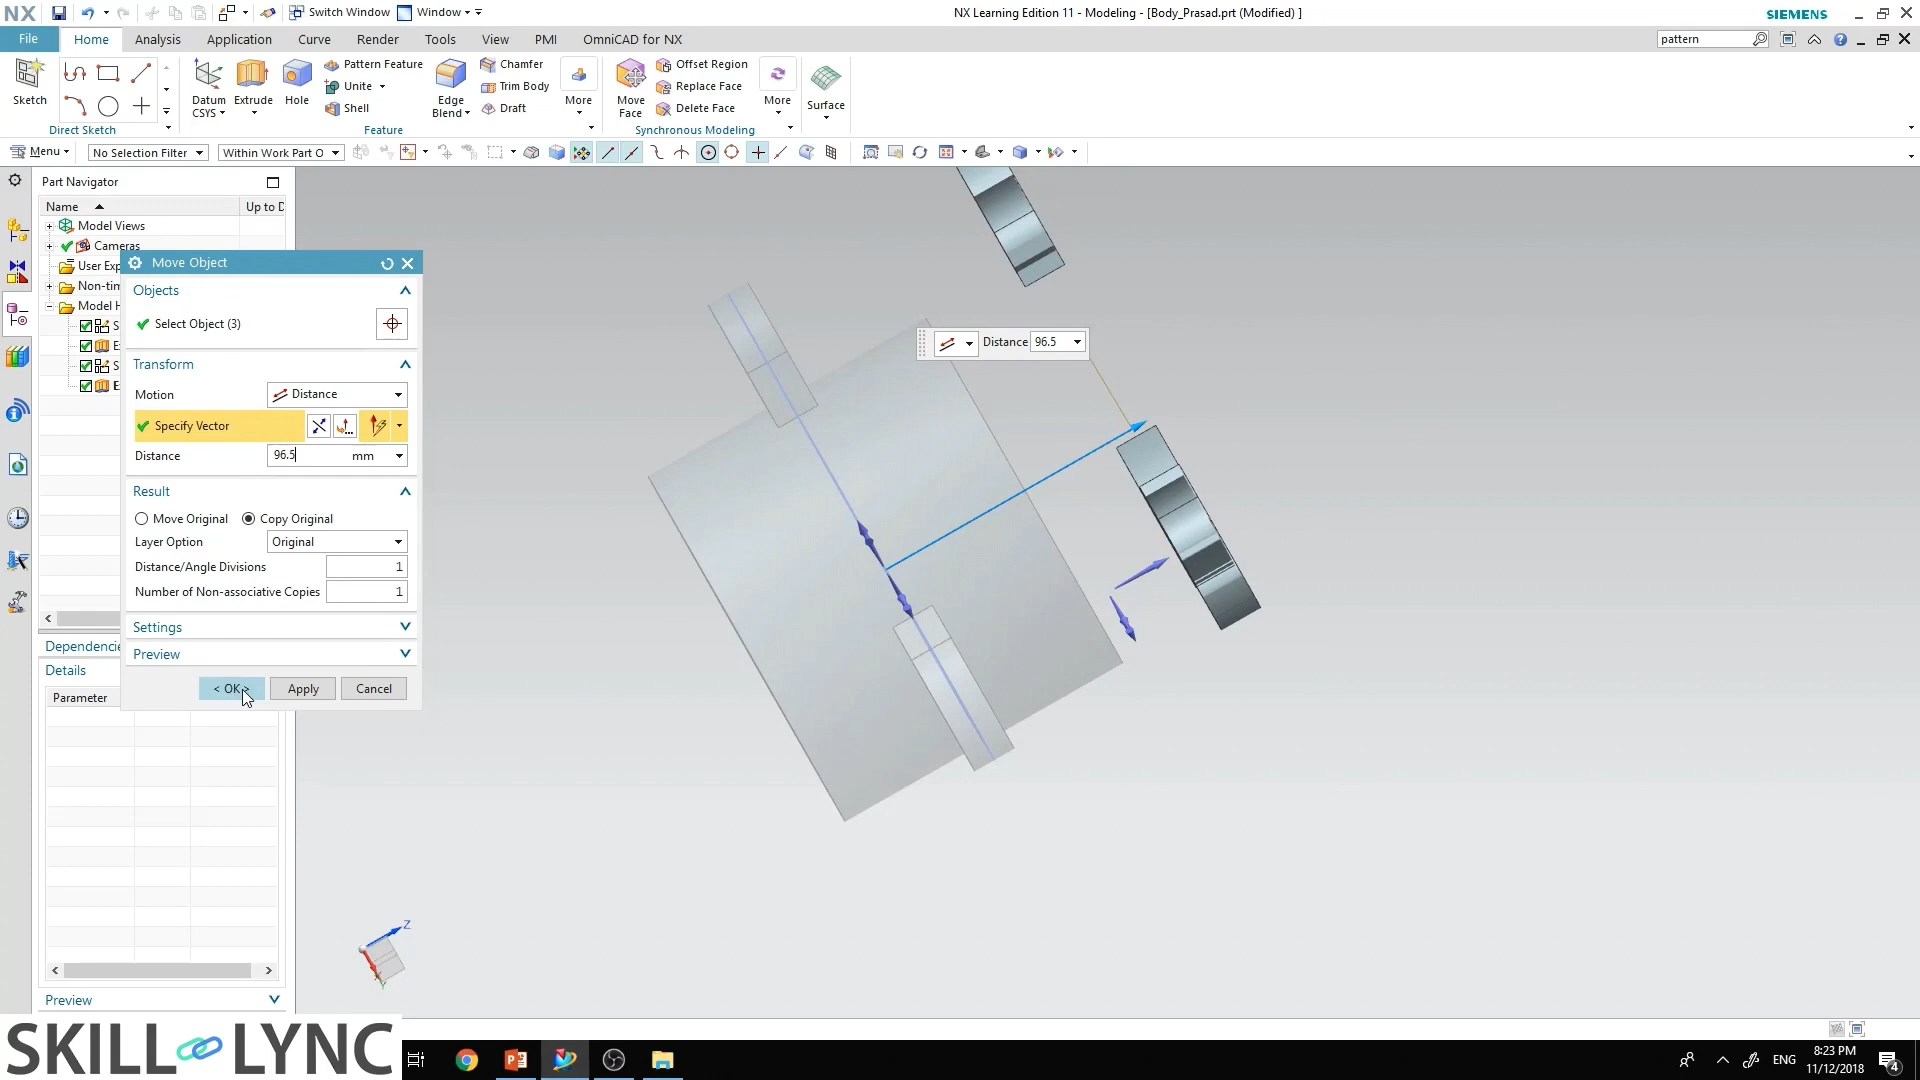 NX
Switch Window
Window
NX Learning Edition 11 - Modeling - [Body_Prasad.prt (Modified) ]
SIEMENS
File
Home
Analysis
Application
Curve
Render
Tools
View
PMI
OmniCAD for NX
pattern
Sketch
Direct Sketch
Datum
CSYS
Extrude
Hole
Pattern Feature
Unite
Shell
Edge
Blend
Chamfer
Trim Body
Draft
More
Feature
Move
Face
Offset Region
Replace Face
Delete Face
More
Synchronous Modeling
Surface
Menu
No Selection Filter
Within Work Part O
Part Navigator
Name
Up to D
Model Views
Cameras
User Exp
Non-tim
Model H
S
E
S
E
Dependencie
Details
Parameter
Preview
Move Object
Objects
Select Object (3)
Transform
Motion
Distance
Specify Vector
Distance
96.5
mm
Result
Move Original
Copy Original
Layer Option
Original
Distance/Angle Divisions
1
Number of Non-associative Copies
1
Settings
Preview
< OK >
Apply
Cancel
Distance
96.5
Z
Y
SKILL LYNC
ENG
8:23 PM
11/12/2018
4